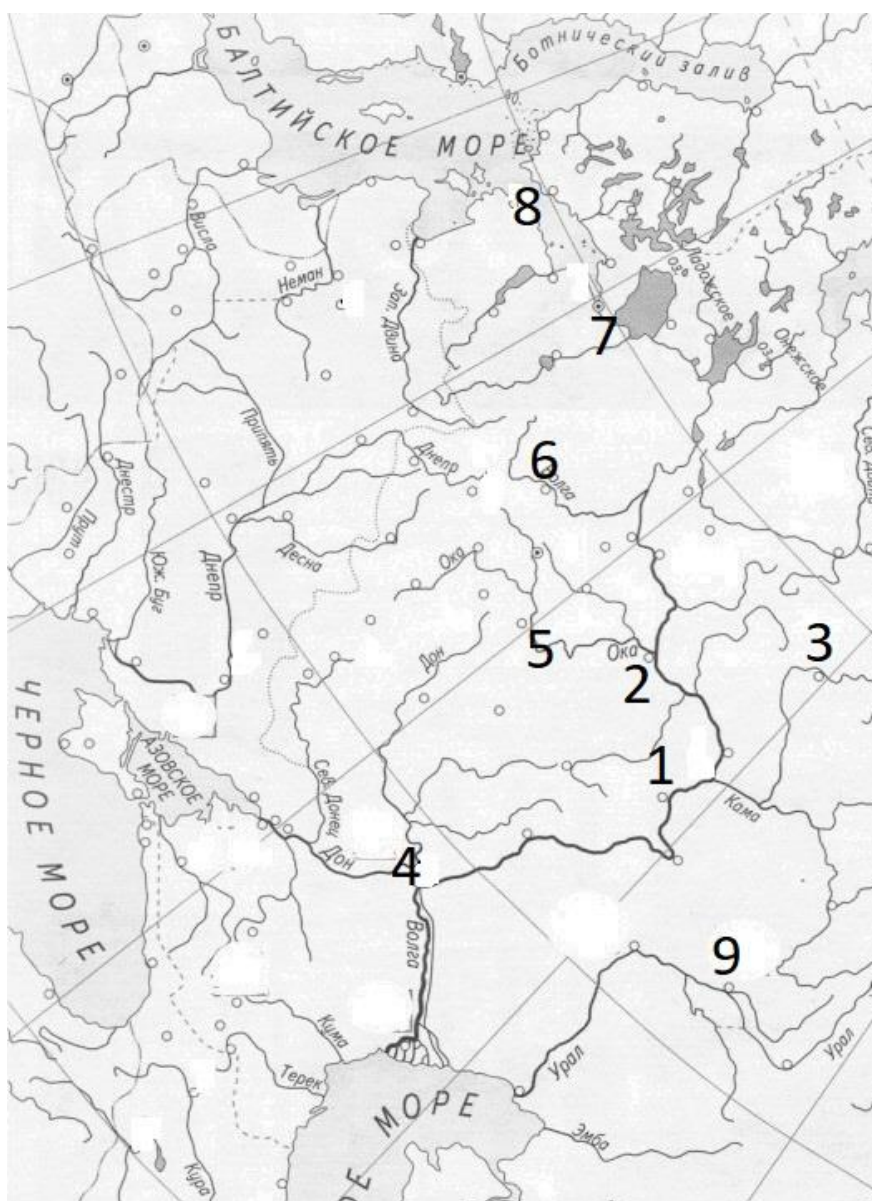 БАЛТИЙСКОЕ МОРЕ
Ботнический залив
8
Висла
Неман
Зап. Двина
7
Ладожское
оз.
Онежское
оз.
Припять
Днепр
6
Волга
Сев. Двина
Днестр
Прут
Юж. Буг
Днепр
Десна
Ока
Дон
5
Ока
2
3
ЧЕРНОЕ МОРЕ
АЗОВСКОЕ
МОРЕ
Сев. Донец
1
Кама
Дон
4
Волга
9
Кума
Терек
Урал
Урал
МОРЕ
Эмба
Кура